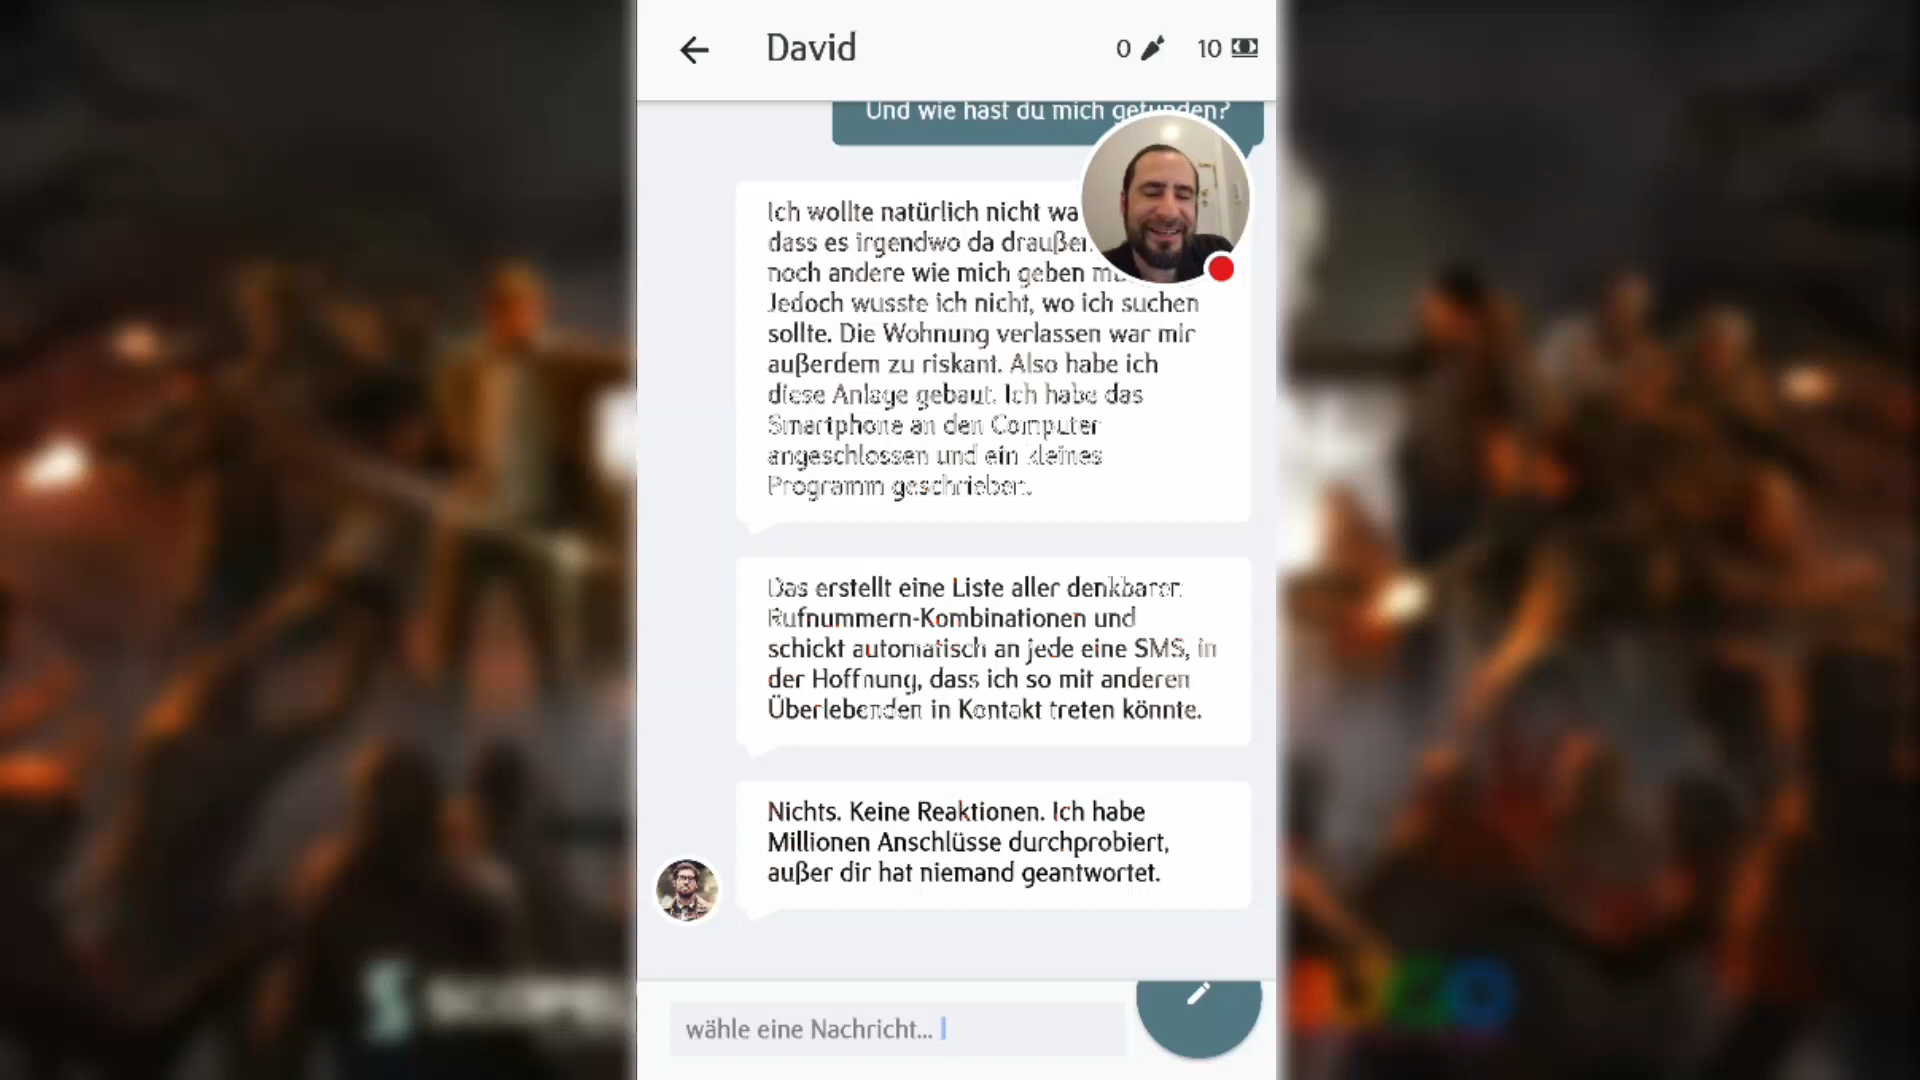 David
0
10
Und wie hast du mich gefunden?
Ich wollte natürlich nicht
dass es irgendwo da
noch andere wie mich geben
Jedoch wusste ich nicht, wo ich suchen
sollte. Die Wohnung verlassen war mir
außerdem zu riskant. Also habe ich
diese Anlage gebaut. Ich habe das
Smartphone an den Computer
angeschlossen und ein kleines
Programm geschrieben.
Das erstellt eine Liste aller denkbaren
Rufnummern-Kombinationen und
schickt automatisch an jede eine SMS, in
der Hoffnung, dass ich so mit anderen
Überlebenden in Kontakt treten könnte.
Nichts. Keine Reaktionen. Ich habe
Millionen Anschlüsse durchprobiert,
außer dir hat niemand geantwortet.
wähle eine Nachricht...